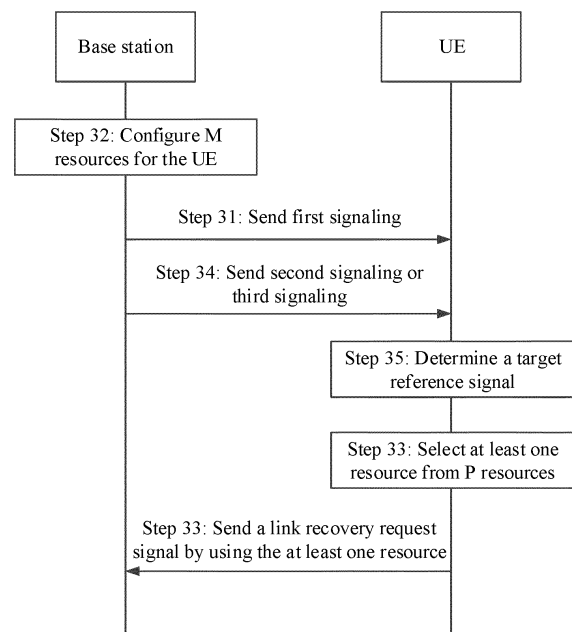 Base station
UE
Step 32: Configure M
resources for the UE
Step 31: Send first signaling
Step 34: Send second signaling or
third signaling
Step 35: Determine a target
reference signal
Step 33: Select at least one
resource from P resources
Step 33: Send a link recovery request
signal by using the at least one resource